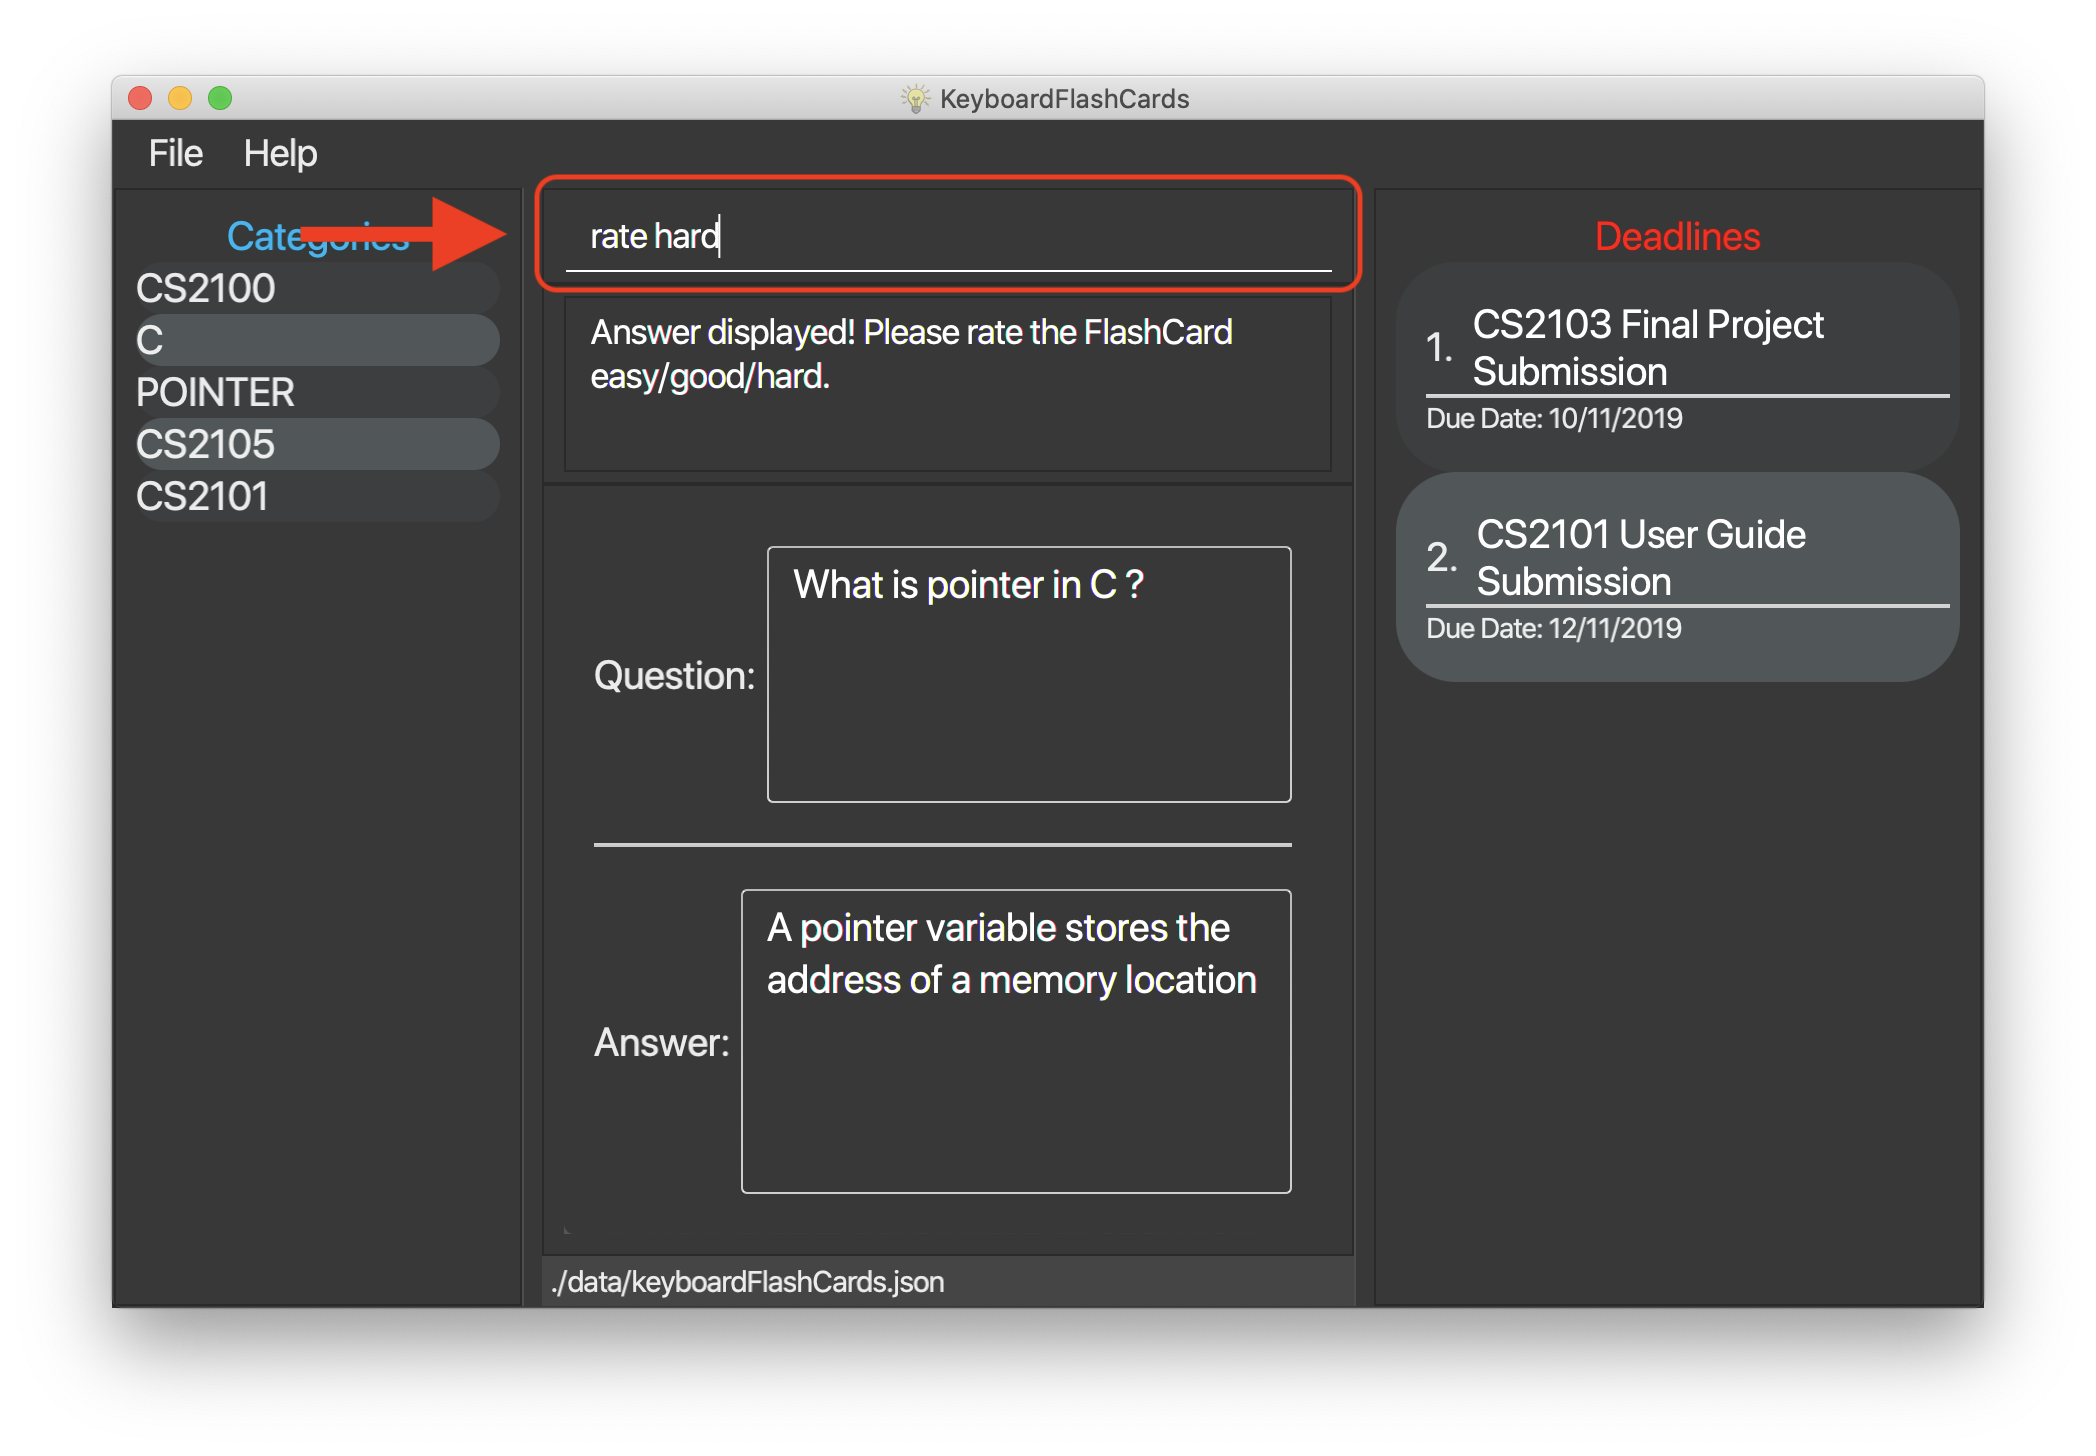 KeyboardFlashCards
File Help
Categories
CS2100
C
POINTER
CS2105
CS2101
rate hard
Answer displayed! Please rate the FlashCard
easy/good/hard.
Question:
What is pointer in C ?
Answer:
A pointer variable stores the
address of a memory location
./data/keyboardFlashCards.json
Deadlines
1. CS2103 Final Project
Submission
Due Date: 10/11/2019
2. CS2101 User Guide
Submission
Due Date: 12/11/2019